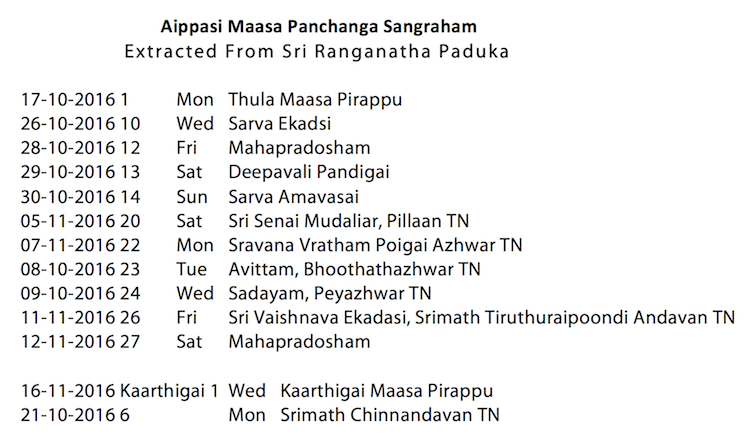 Aippasi Maasa Panchanga Sangraham
Extracted From Sri Ranganatha Paduka
17-10-2016 1 Mon Thula Maasa Pirappu
26-10-2016 10 Wed Sarva Ekadsi
28-10-2016 12 Fri Mahapradosham
29-10-2016 13 Sat Deepavali Pandigai
30-10-2016 14 Sun Sarva Amavasai
05-11-2016 20 Sat Sri Senai Mudaliar, Pillaan TN
07-11-2016 22 Mon Sravana Vratham Poigai Azhwar TN
08-10-2016 23 Tue Avittam, Bhoothathazhwar TN
09-10-2016 24 Wed Sadayam, Peyazhwar TN
11-11-2016 26 Fri Sri Vaishnava Ekadasi, Srimath Tiruthuraipoondi Andavan TN
12-11-2016 27 Sat Mahapradosham
16-11-2016 Kaarthigai 1 Wed Kaarthigai Maasa Pirappu
21-10-2016 6 Mon Srimath Chinnandavan TN